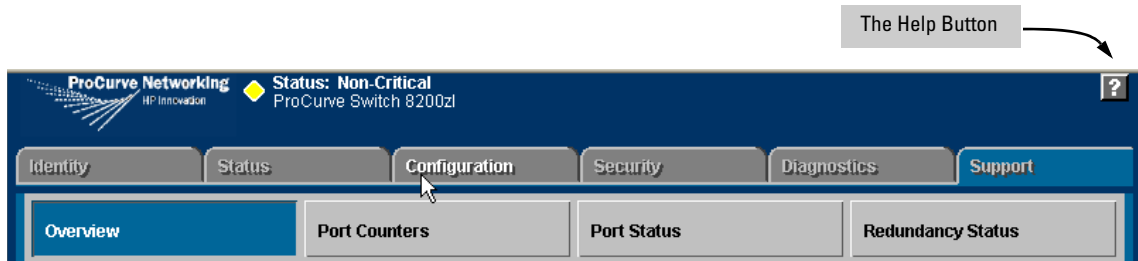 The Help Button
ProCurve Networking
HP Innovation
Status: Non-Critical
ProCurve Switch 8200zl
?
Identity
Status
Configuration
Security
Diagnostics
Support
Overview
Port Counters
Port Status
Redundancy Status